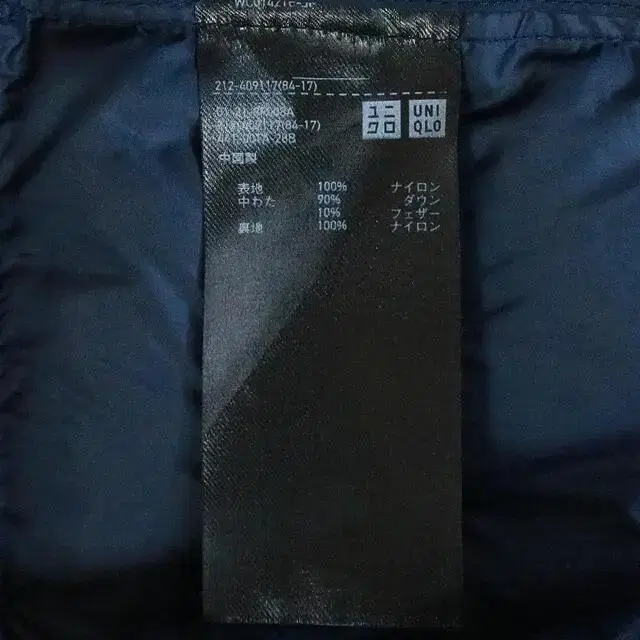 212-409117(84-17)
ユニ
クロ
UNI
QLO
中国製
表地 100% ナイロン
中わた 90% ダウン
10% フェザー
裏地 100% ナイロン